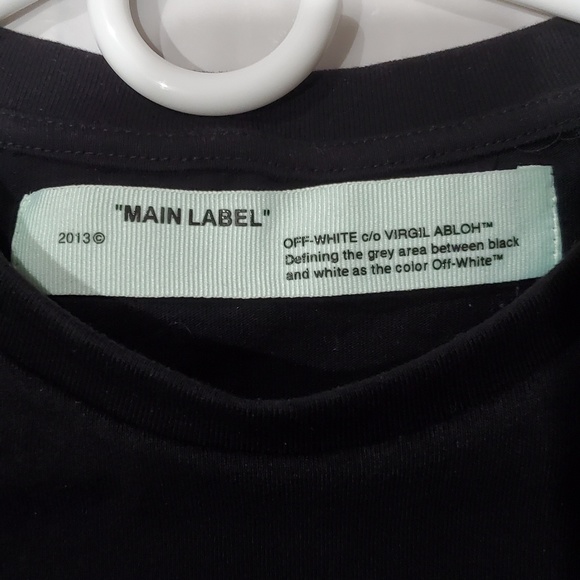 "MAIN LABEL"
2013©
OFF-WHITE c/o VIRGIL ABLOH™
Defining the grey area between black
and white as the color Off-White™